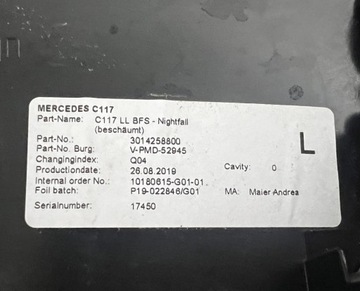 MERCEDES C117
Part-Name: C117 LL BFS - Nightfall
(beschäumt)
Part-No.: 3014258800
Part-No. Burg: V-PMD-52945
Changingindex: Q04
Cavity: 0
Productiondate: 26.08.2019
Internal order No.: 10180615-G01-01
Foil batch: P19-022846/G01
MA: Maier Andrea
Serialnumber: 17450
L